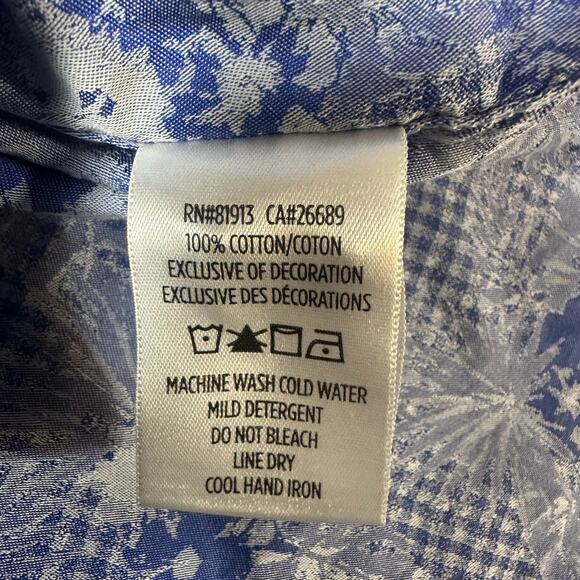 RN#81913 CA#26689
100% COTTON/COTON
EXCLUSIVE OF DECORATION
EXCLUSIVE DES DÉCORATIONS
MACHINE WASH COLD WATER
MILD DETERGENT
DO NOT BLEACH
LINE DRY
COOL HAND IRON